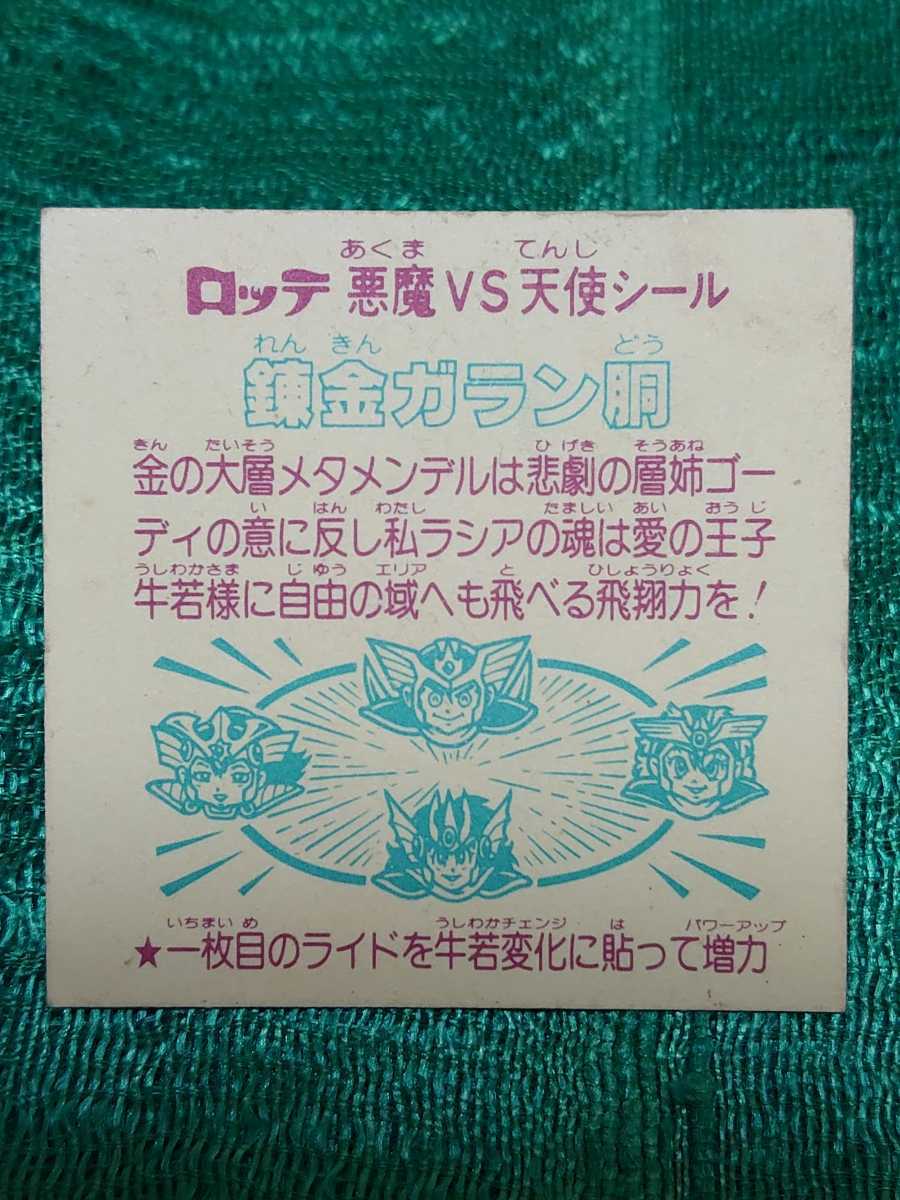 あくま てんし
ロッテ 悪魔VS天使シール
れんきん どう
錬金ガラン胴
きん たいそう ひげき そうあね
金の大層メタメンデルは悲劇の層姉ゴー
い はん わたし たましい あい おうじ
ディの意に反し私ラシアの魂は愛の王子
うしわかさま じゆう エリア と ひしょうりょく
牛若様に自由の域へも飛べる飛翔力を!
いちまいめ うしわかチェンジ は パワーアップ
★一枚目のライドを牛若変化に貼って増力